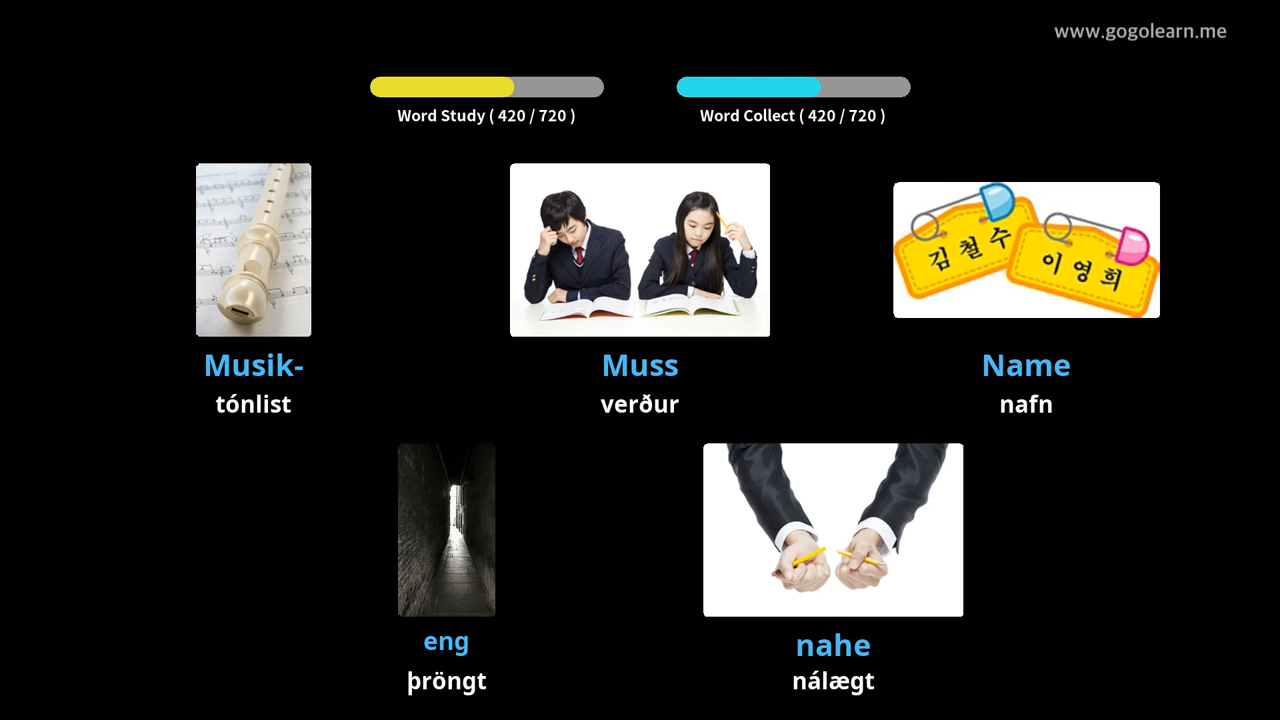 www.gogolearn.me
Word Study ( 420 / 720 )
Word Collect ( 420 / 720 )
김철수
이영희
Musik-
tónlist
Muss
verður
Name
nafn
eng
þröngt
nahe
nálægt